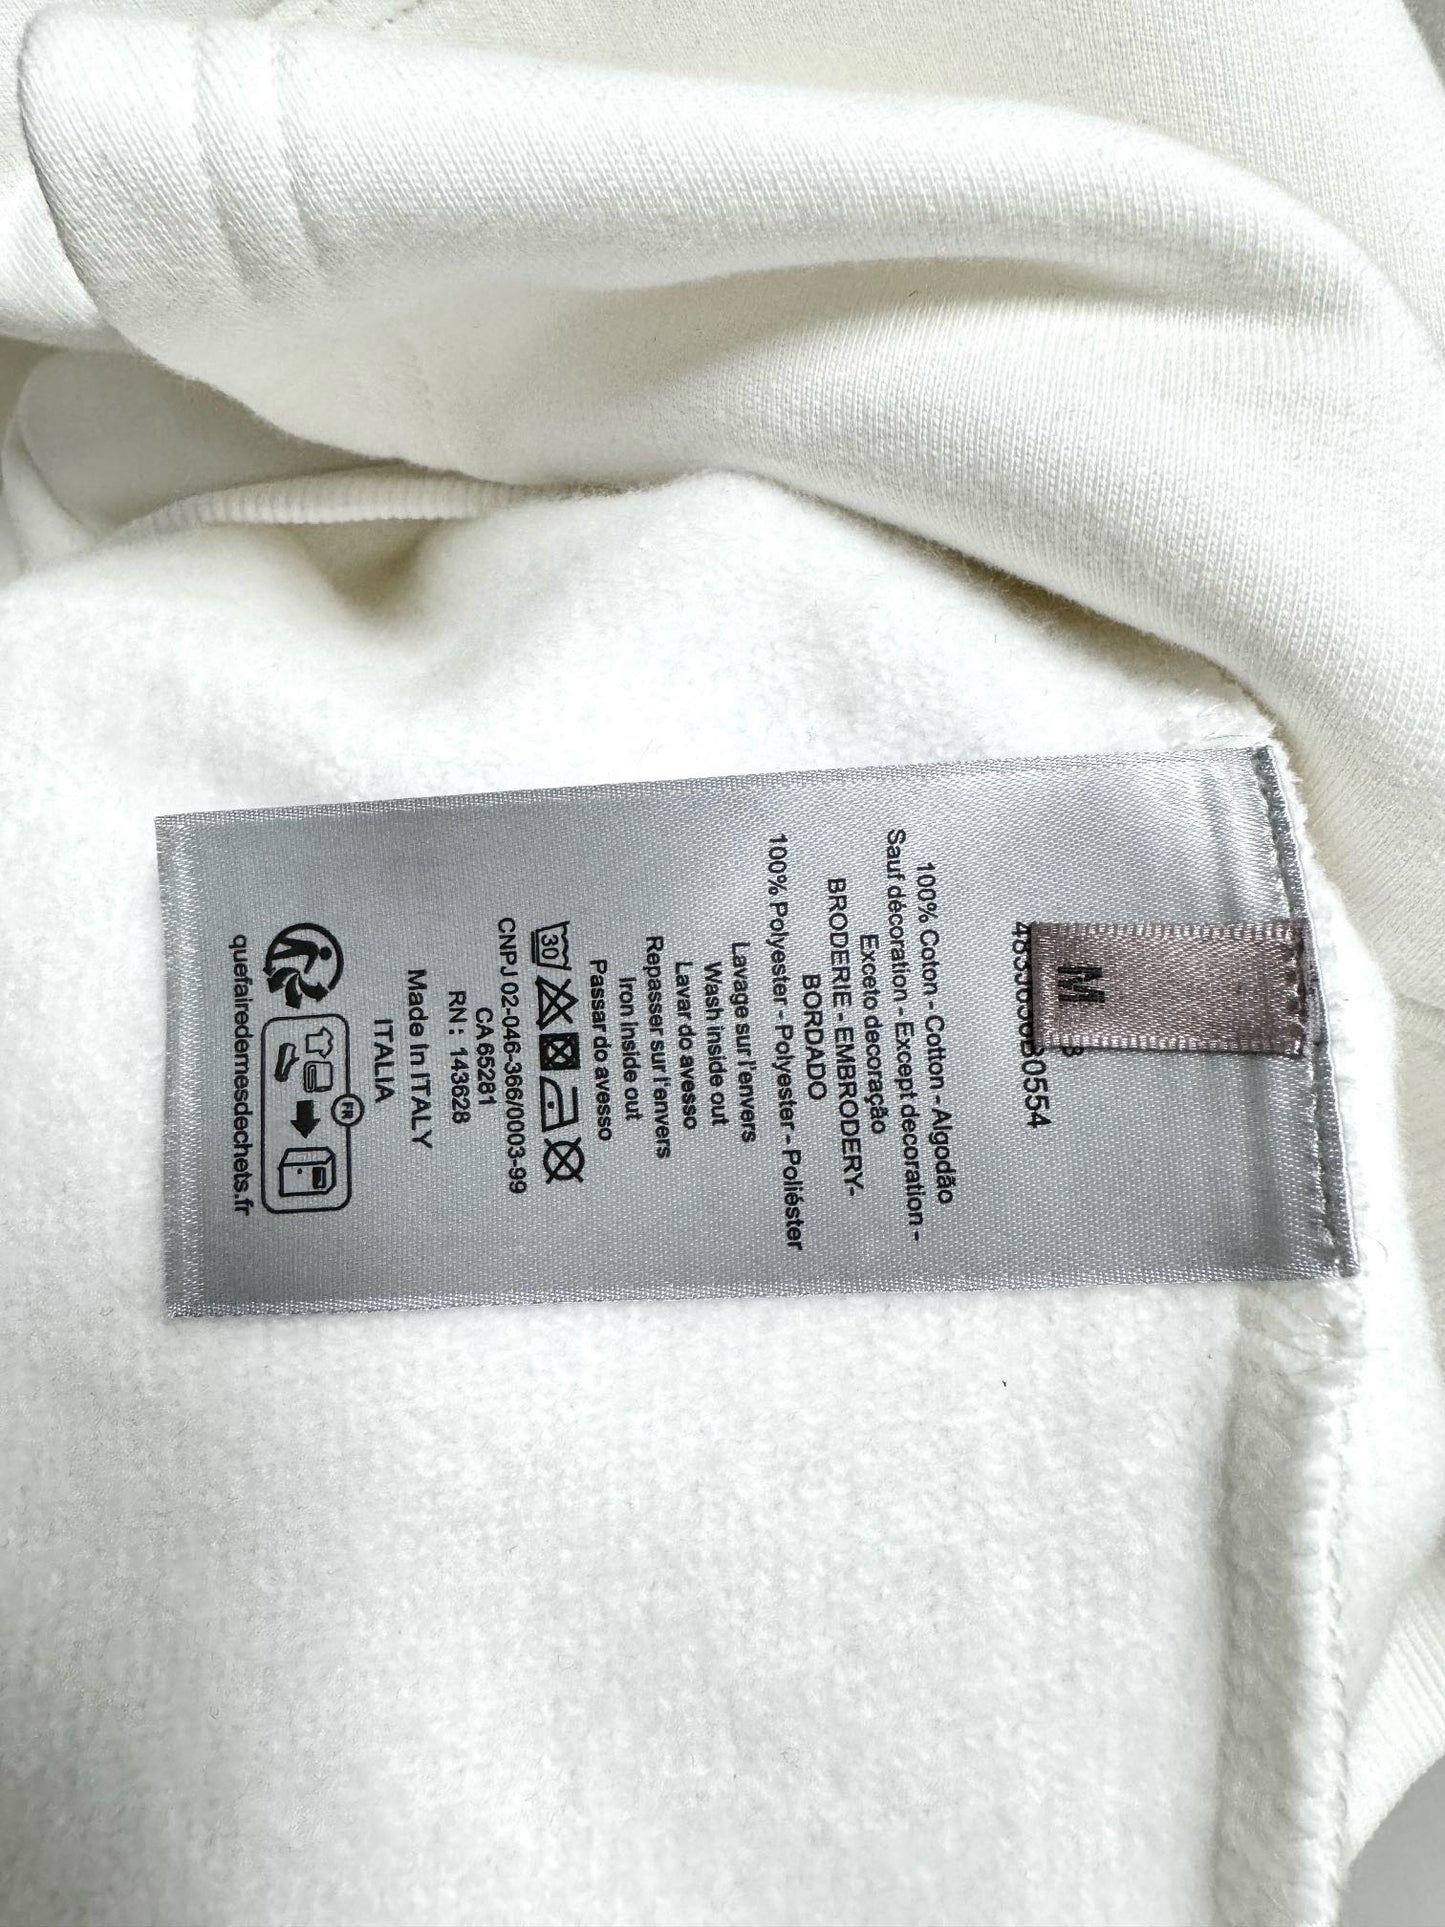 M
100% Coton - Cotton - Algodão
Sauf décoration - Except decoration -
Exceto decoração
BRODERIE - EMBRODERY-
BORDADO
100% Polyester - Polyester - Poliéster
Lavage sur l'envers
Wash inside out
Lavar do avesso
Repasser sur l'envers
Iron inside out
Passar do avesso
30
CNPJ 02-046-366/0003-99
CA 65281
RN : 143628
Made In ITALY
ITALIA
FR
quefairedemesdechets.fr